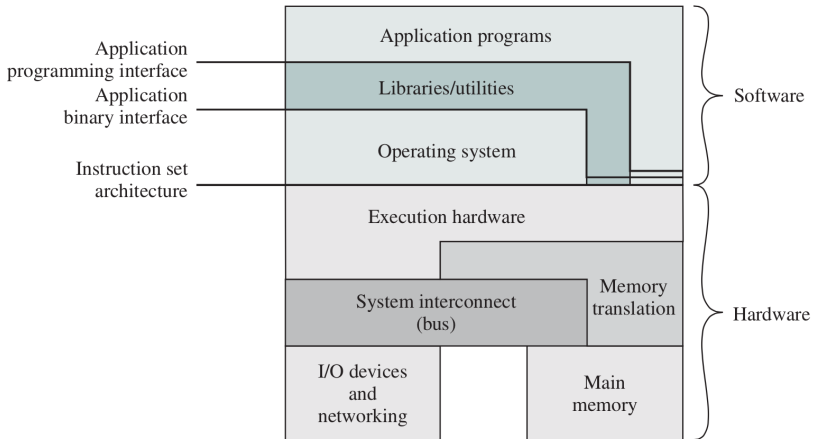 Application programs
Application
programming interface
Libraries/utilities
Software
Application
binary interface
Operating system
Instruction set
architecture
Execution hardware
Memory
translation
System interconnect
(bus)
Hardware
I/O devices
and
networking
Main
memory